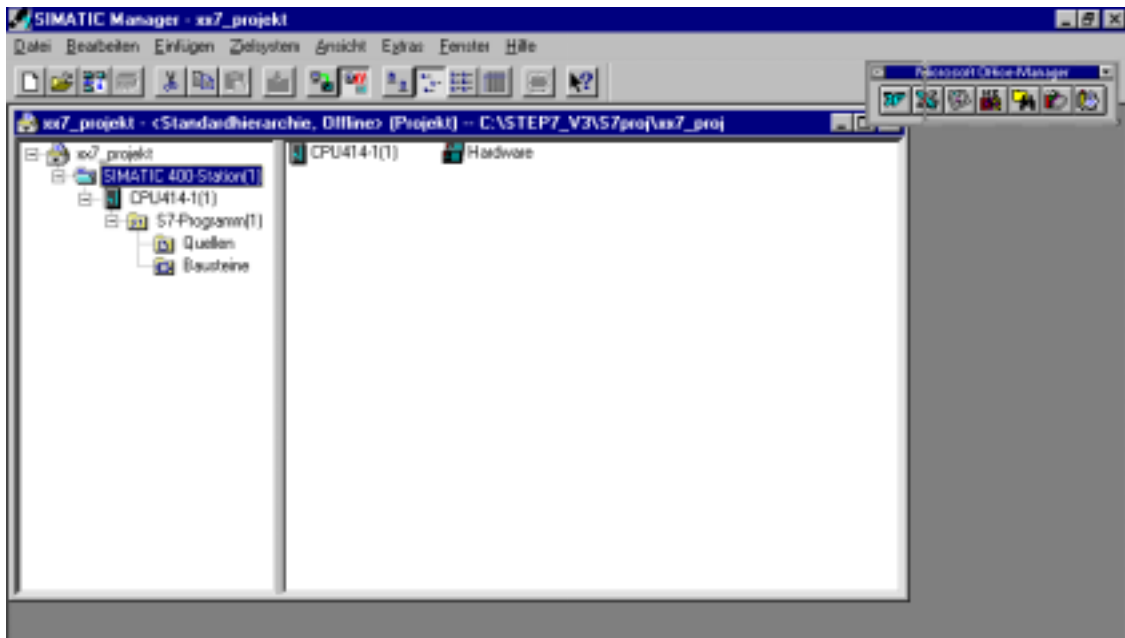 SIMATIC Manager - xx7_projekt
Datei Bearbeiten Einfügen Zielsystem Ansicht Extras Fenster Hilfe
Microsoft Office-Manager
xx7_projekt - <Standardhierarchie, Offline> (Projekt) -- C:\STEP7_V3\S7proj\xx7_proj
xx7_projekt
SIMATIC 400-Station(1)
CPU414-1(1)
S7-Programm(1)
Quellen
Bausteine
CPU414-1(1) Hardware